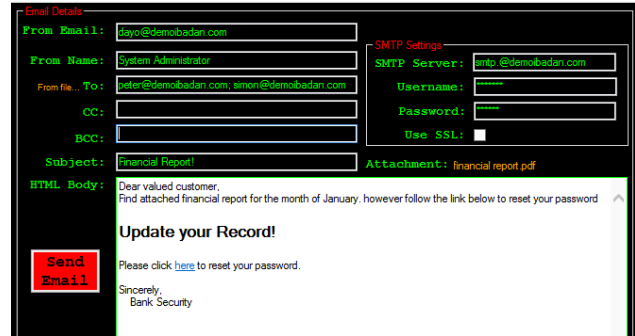 Email Details
From Email: dayo@demoibadan.com
From Name: System Administrator
From file... To: peter@demoibadan.com; simon@demoibadan.com
CC:
BCC:
Subject: Financial Report!
SMTP Settings
SMTP Server: smtp.@demoibadan.com
Username: *******
Password: ******
Use SSL:
Attachment: financial report.pdf
HTML Body:
Dear valued customer,
Find attached financial report for the month of January. however follow the link below to reset your password
Update your Record!
Please click here to reset your password.
Sincerely,
Bank Security
Send
Email